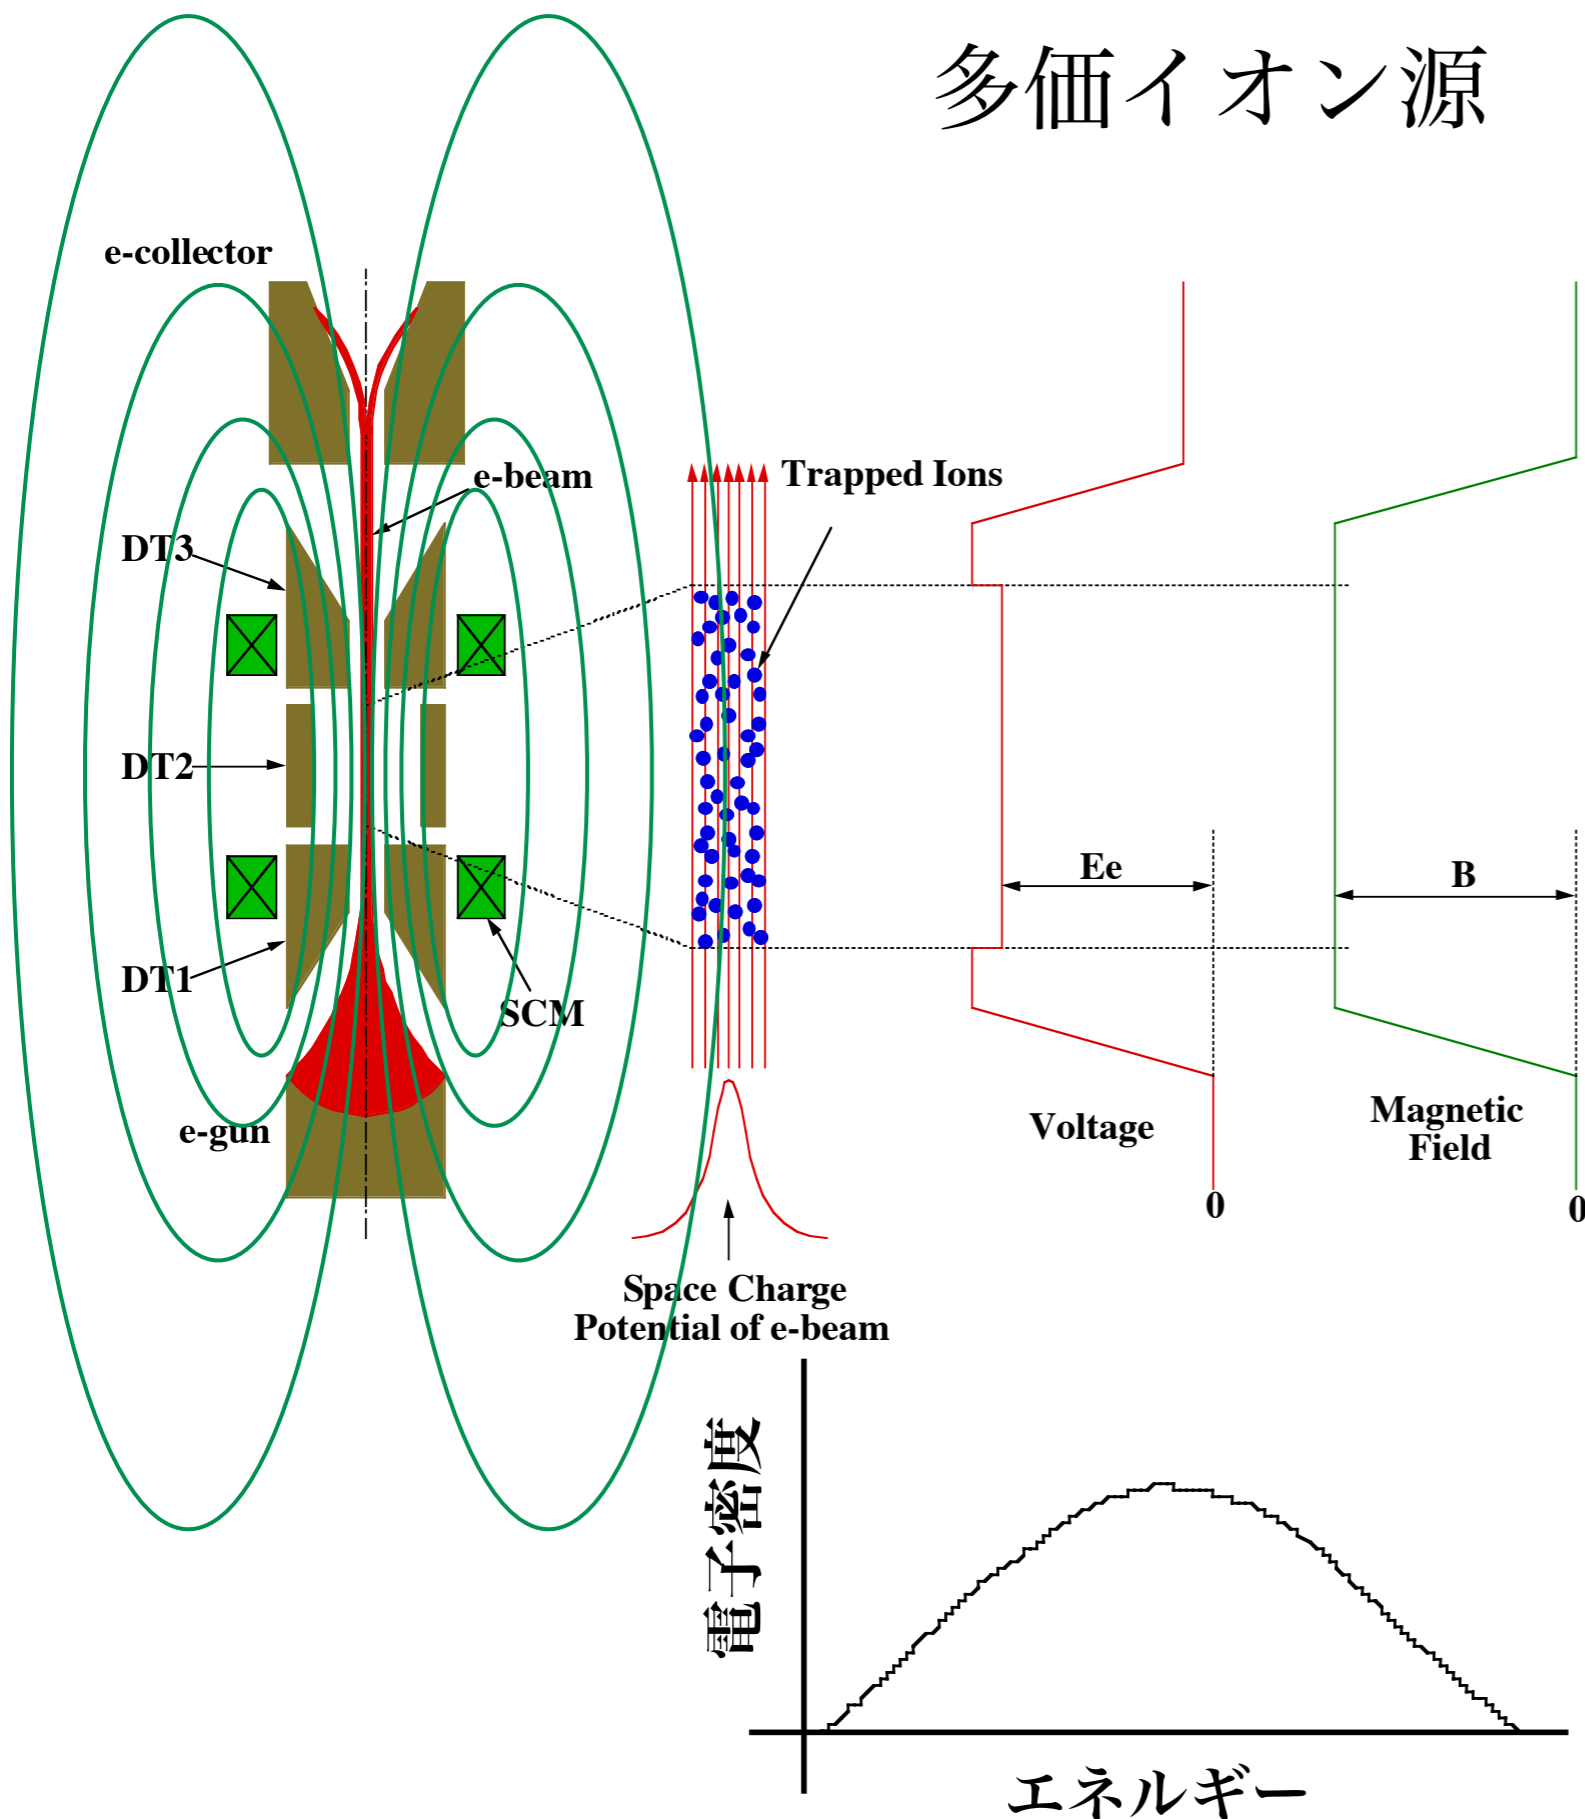 多価イオン源
e-collector
e-beam
Trapped Ions
DT3
DT2
Ee
B
DT1
SCM
e-gun
Voltage
Magnetic
Field
0
0
Space Charge
Potential of e-beam
電子密度
エネルギー